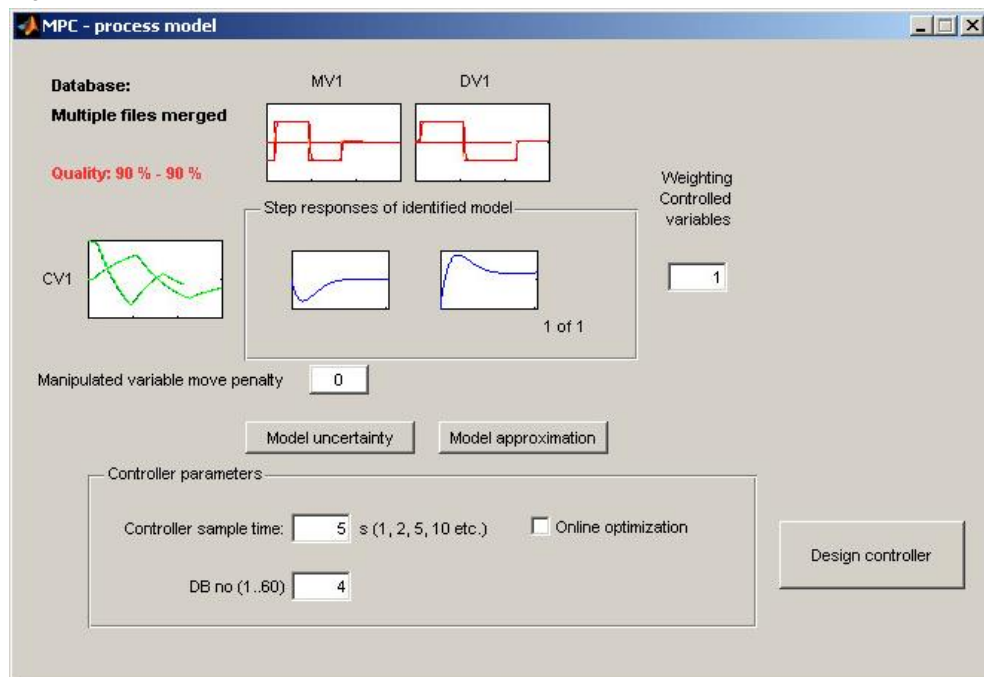 MPC - process model
Database:
MV1
DV1
Multiple files merged
Quality: 90 % - 90 %
Weighting
Controlled
variables
Step responses of identified model
CV1
1
1 of 1
Manipulated variable move penalty
0
Model uncertainty
Model approximation
Controller parameters
Controller sample time:
5
s (1, 2, 5, 10 etc.)
Online optimization
Design controller
DB no (1..60)
4